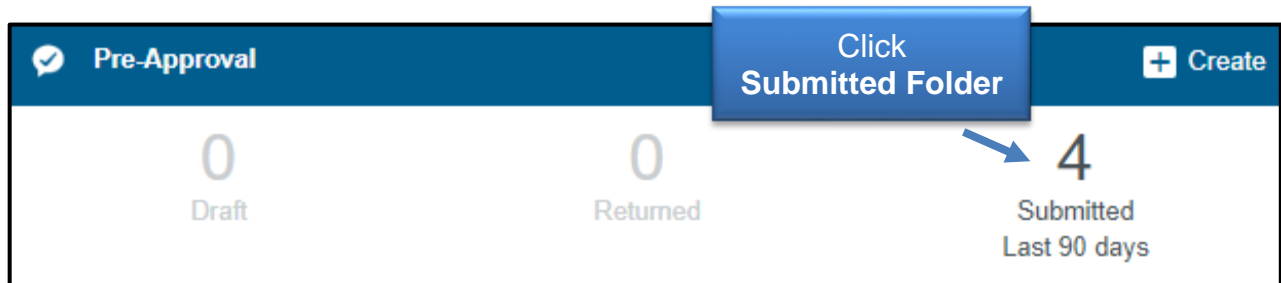 Pre-Approval
Click
Submitted Folder
Create
0
Draft
0
Returned
4
Submitted
Last 90 days